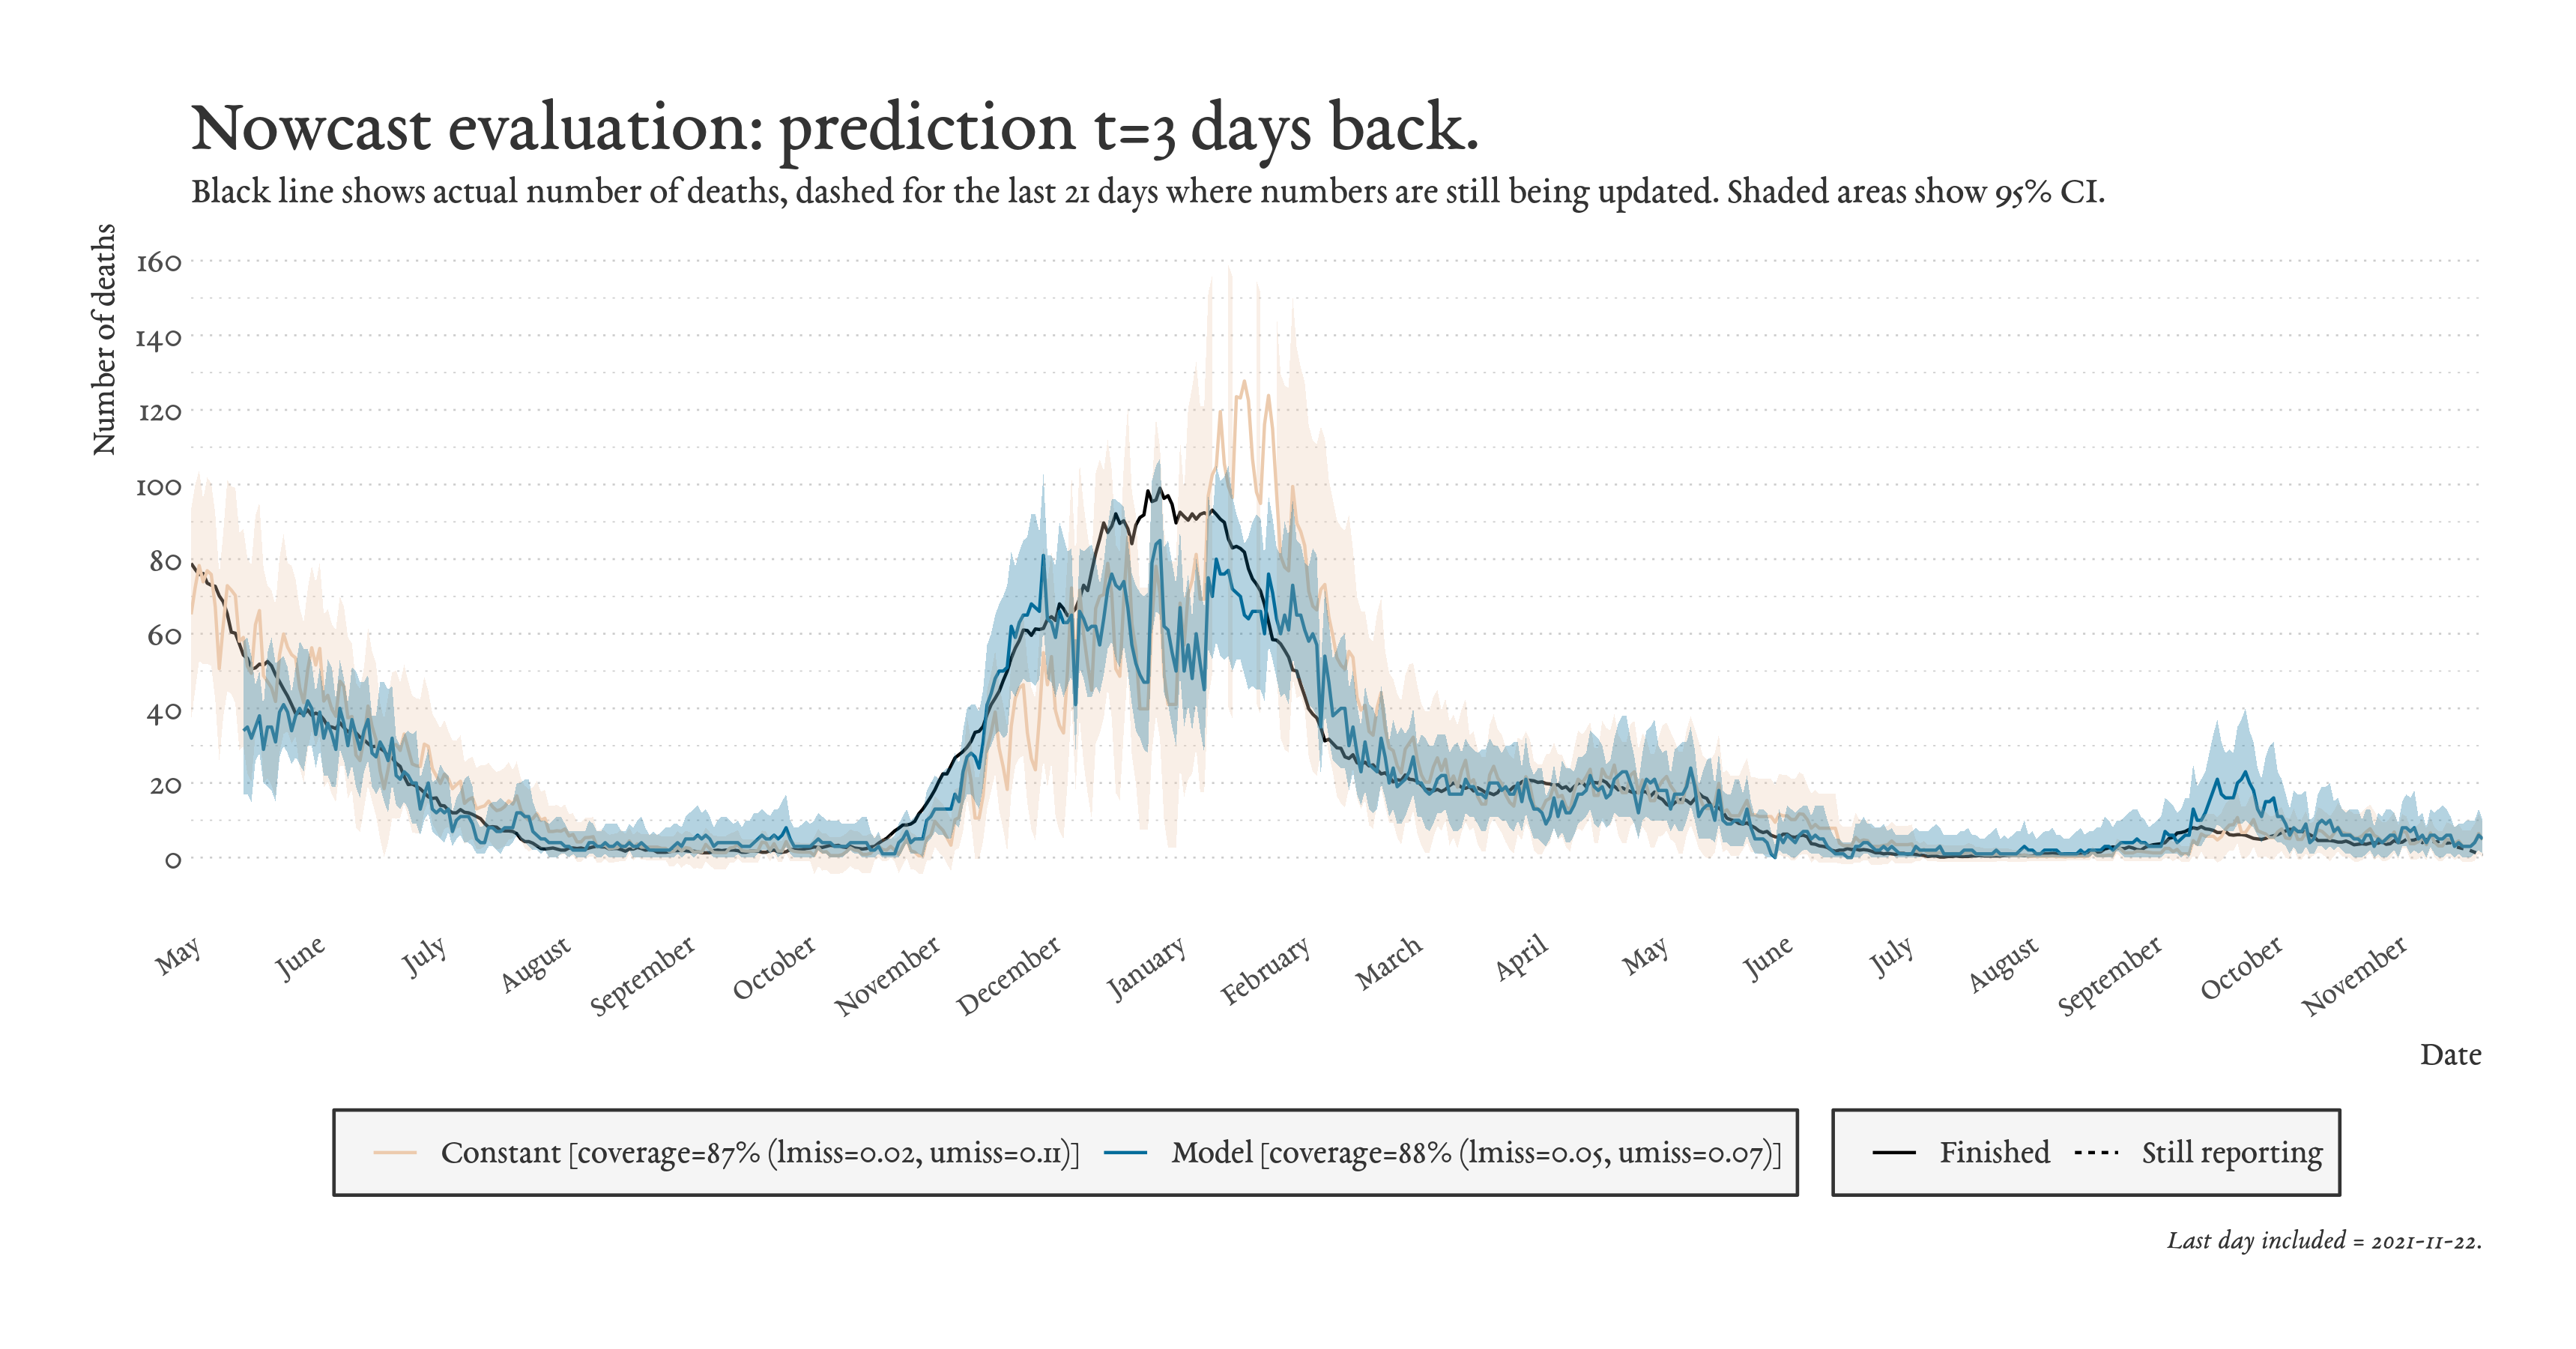 Nowcast evaluation: prediction t=3 days back.
Black line shows actual number of deaths, dashed for the last 21 days where numbers are still being updated. Shaded areas show 95% CI.
Number of deaths
160
140
120
100
80
60
40
20
0
May
June
July
August
September
October
November
December
January
February
March
April
May
June
July
August
September
October
November
Date
Constant [coverage=87% (lmiss=0.02, umiss=0.11)]
Model [coverage=88% (lmiss=0.05, umiss=0.07)]
Finished
Still reporting
Last day included = 2021-11-22.